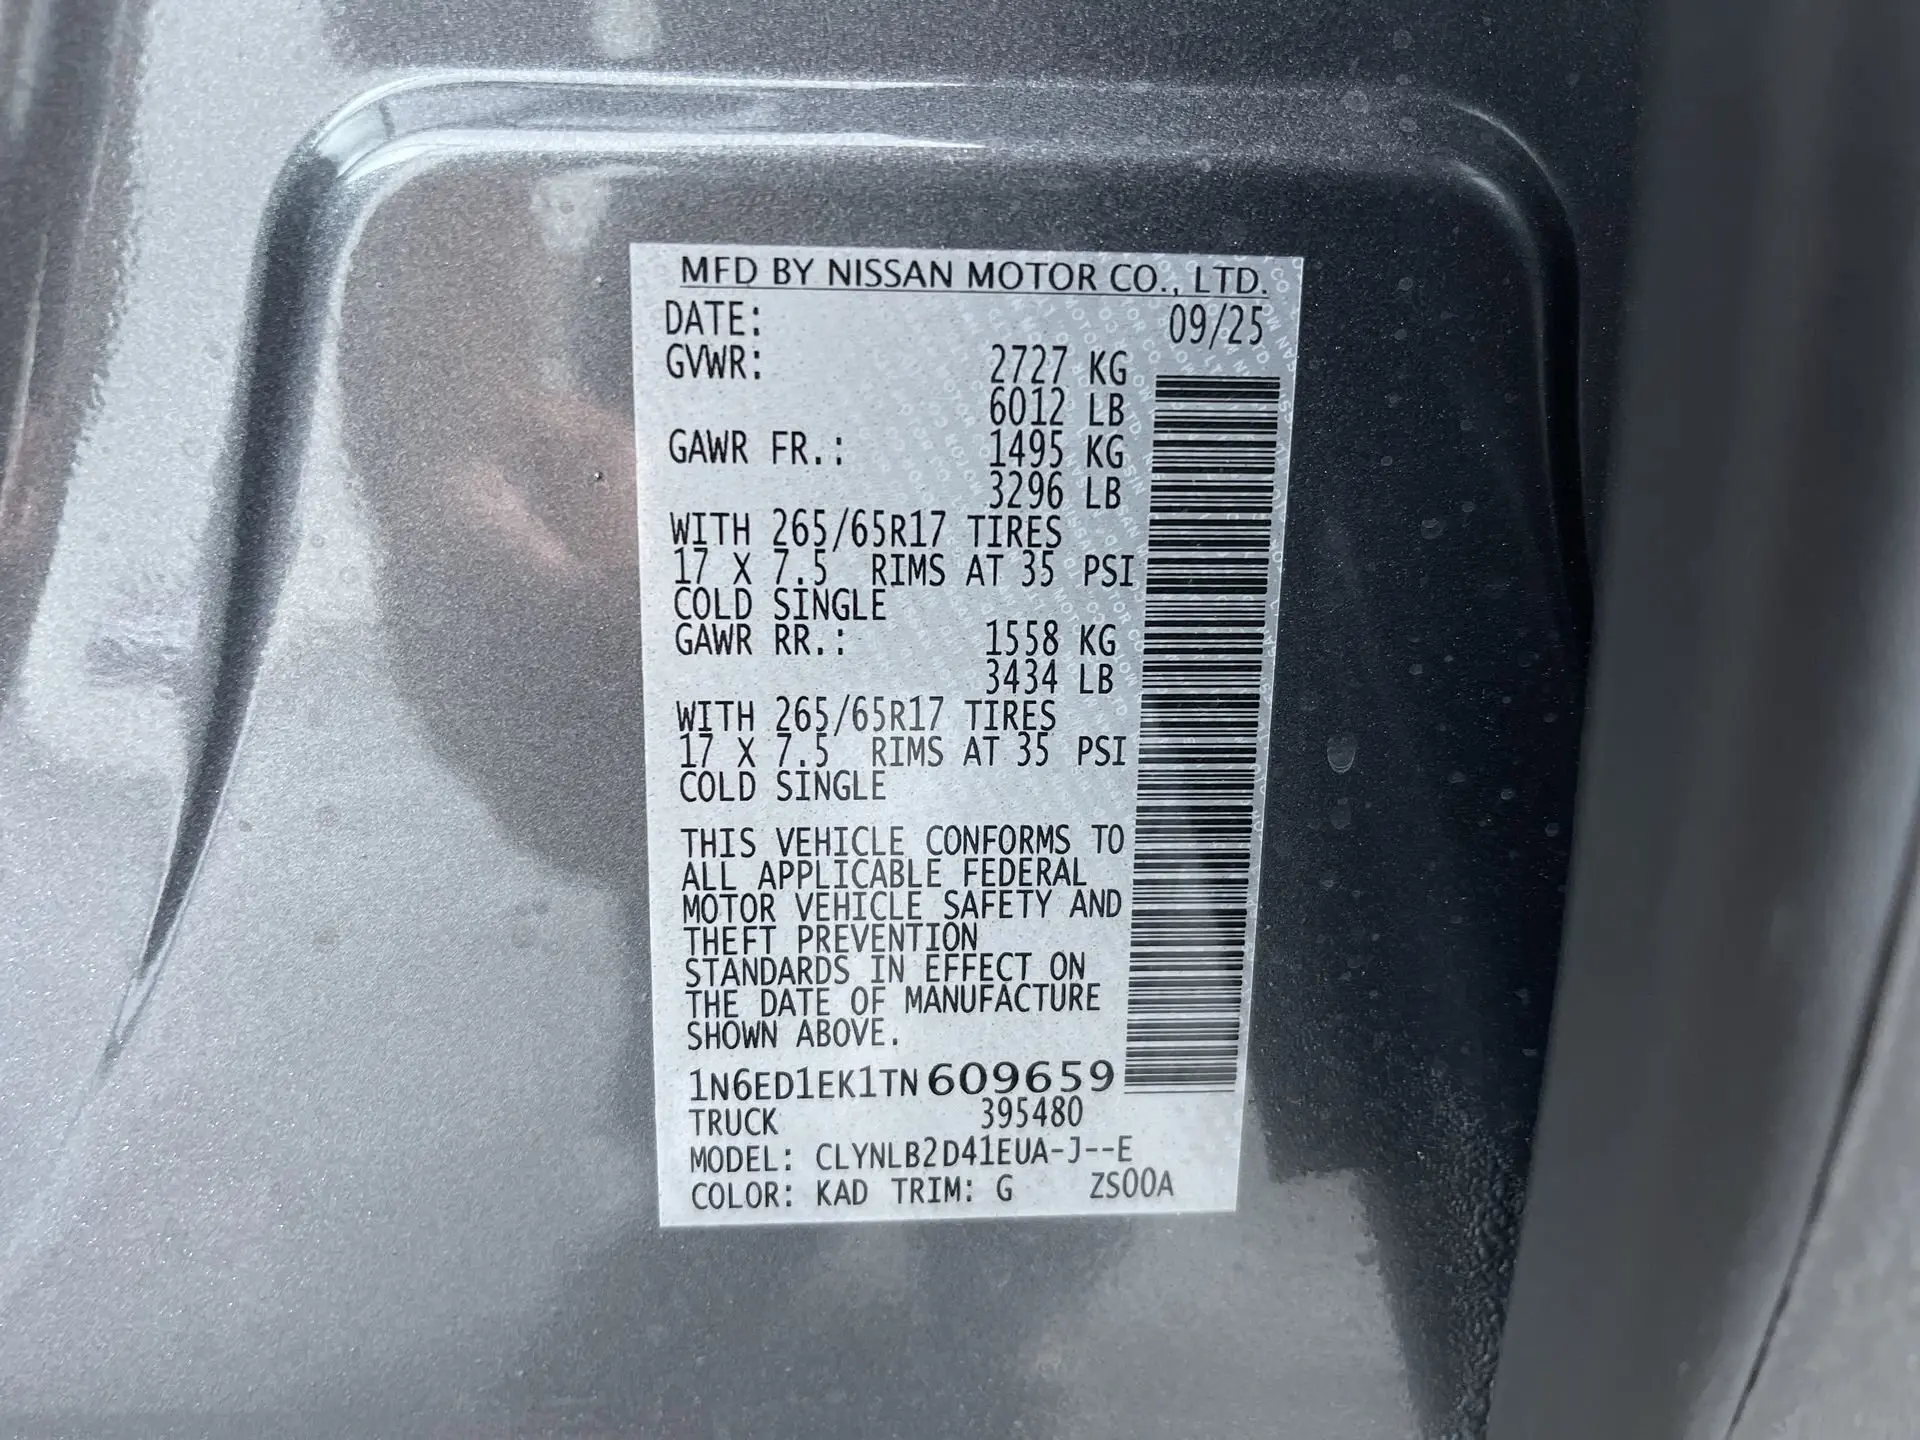 MFD BY NISSAN MOTOR CO., LTD.
DATE: 09/25
GVWR: 2727 KG
6012 LB
GAWR FR.: 1495 KG
3296 LB
WITH 265/65R17 TIRES
17 X 7.5 RIMS AT 35 PSI
COLD SINGLE
GAWR RR.: 1558 KG
3434 LB
WITH 265/65R17 TIRES
17 X 7.5 RIMS AT 35 PSI
COLD SINGLE
THIS VEHICLE CONFORMS TO
ALL APPLICABLE FEDERAL
MOTOR VEHICLE SAFETY AND
THEFT PREVENTION
STANDARDS IN EFFECT ON
THE DATE OF MANUFACTURE
SHOWN ABOVE.
1N6ED1EK1TN609659
TRUCK 395480
MODEL: CLYNLB2D41EUA-J--E
COLOR: KAD TRIM: G ZS00A